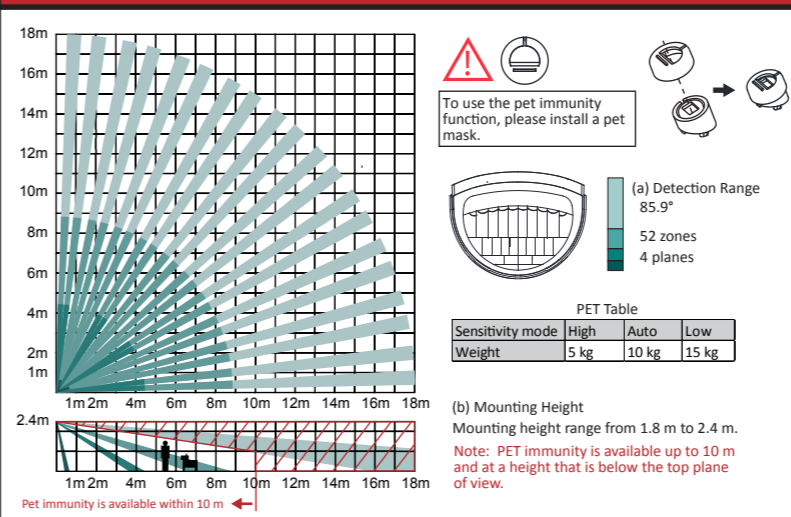 18m
16m
14m
12m
10m
8m
6m
4m
2m
1m
1m 2m 4m 6m 8m 10m 12m 14m 16m 18m
2.4m
1m 2m 4m 6m 8m 10m 12m 14m 16m 18m
Pet immunity is available within 10 m
To use the pet immunity
function, please install a pet
mask.
(a) Detection Range
85.9°
52 zones
4 planes
PET Table
Sensitivity mode High Auto Low
Weight 5 kg 10 kg 15 kg
(b) Mounting Height
Mounting height range from 1.8 m to 2.4 m.
Note: PET immunity is available up to 10 m
and at a height that is below the top plane
of view.